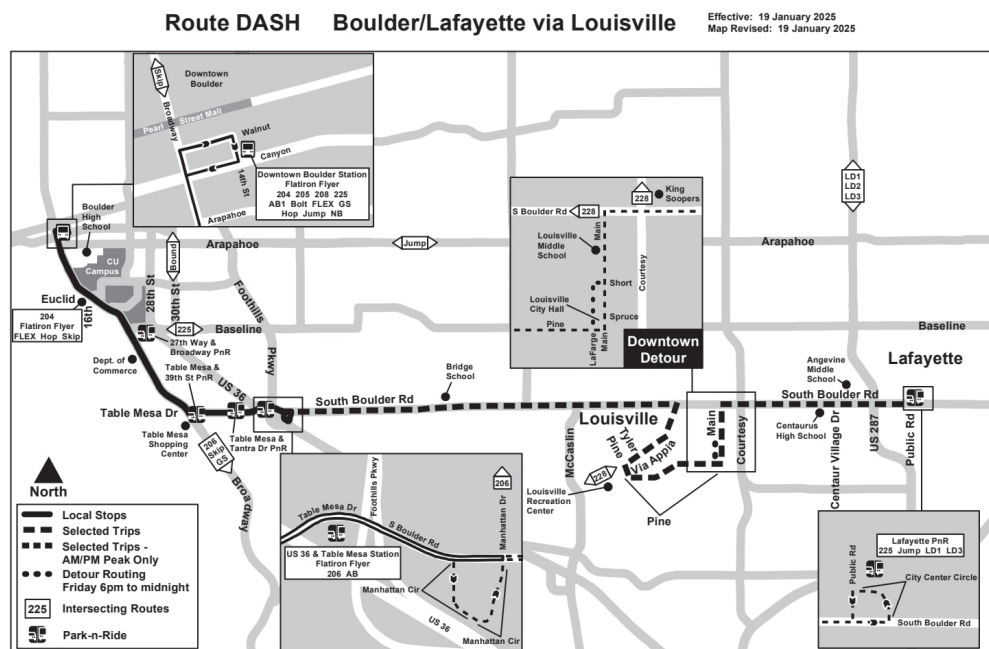 Route DASH Boulder/Lafayette via Louisville
Effective: 19 January 2025
Map Revised: 19 January 2025
Skip
Broadway
Downtown
Boulder
Pearl Street Mall
Walnut
Canyon
14th St
Arapahoe
Downtown Boulder Station
Flatiron Flyer
204 205 208 225
AB1 Bolt FLEX GS
Hop Jump NB
Boulder
High
School
CU
Campus
Arapahoe
Jump
Arapahoe
LD1
LD2
LD3
Bound
28th St
30th St
Foothills
Pkwy
Euclid
16th
204
Flatiron Flyer
FLEX Hop Skip
225
Baseline
Baseline
27th Way &
Broadway PnR
Dept. of
Commerce
Table Mesa &
39th St PnR
US 36
Table Mesa Dr
Table Mesa
Shopping
Center
Table Mesa &
Tantra Dr PnR
206
Skip
GS
Broadway
South Boulder Rd
Bridge
School
228
King
Soopers
S Boulder Rd
228
Main
Louisville
Middle
School
Courtesy
Short
Louisville
City Hall
Spruce
Pine
LaFarge
Main
Downtown
Detour
Louisville
McCaslin
Tyler
Pine
Via Appia
228
Louisville
Recreation
Center
Pine
Main
Courtesy
Angevine
Middle
School
Lafayette
South Boulder Rd
Centaurus
High School
Centaur Village Dr
US 287
Public Rd
North
Local Stops
Selected Trips
Selected Trips -
AM/PM Peak Only
Detour Routing
Friday 6pm to midnight
225 Intersecting Routes
Park-n-Ride
Table Mesa Dr
Foothills Pkwy
S Boulder Rd
206
Manhattan Dr
US 36 & Table Mesa Station
Flatiron Flyer
206 AB
Manhattan Cir
US 36
Manhattan Cir
Lafayette PnR
225 Jump LD1 LD3
Public Rd
City Center Circle
South Boulder Rd